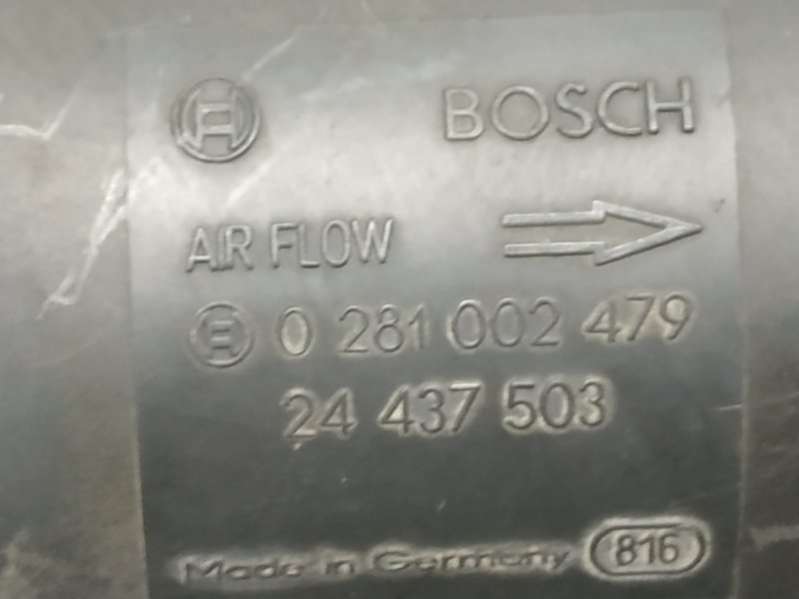 BOSCH
AIR FLOW
0 281 002 479
24 437 503
Made in Germany 816